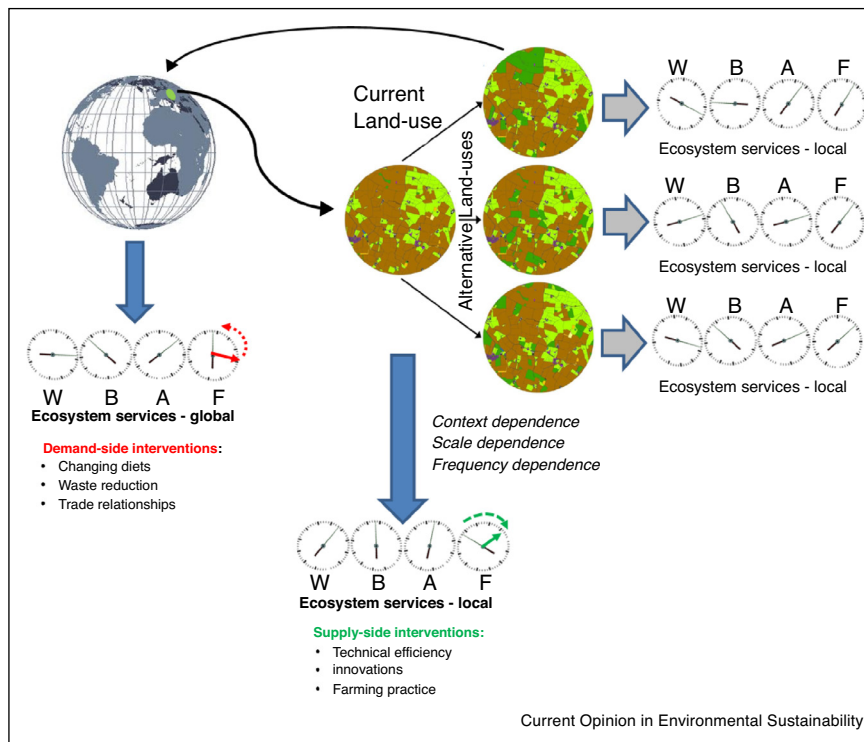 Current
Land-use
Alternative Land-uses
W B A F
Ecosystem services - local
W B A F
Ecosystem services - local
W B A F
Ecosystem services - local
W B A F
Ecosystem services - global
Demand-side interventions:
• Changing diets
• Waste reduction
• Trade relationships
Context dependence
Scale dependence
Frequency dependence
W B A F
Ecosystem services - local
Supply-side interventions:
• Technical efficiency
• innovations
• Farming practice
Current Opinion in Environmental Sustainability